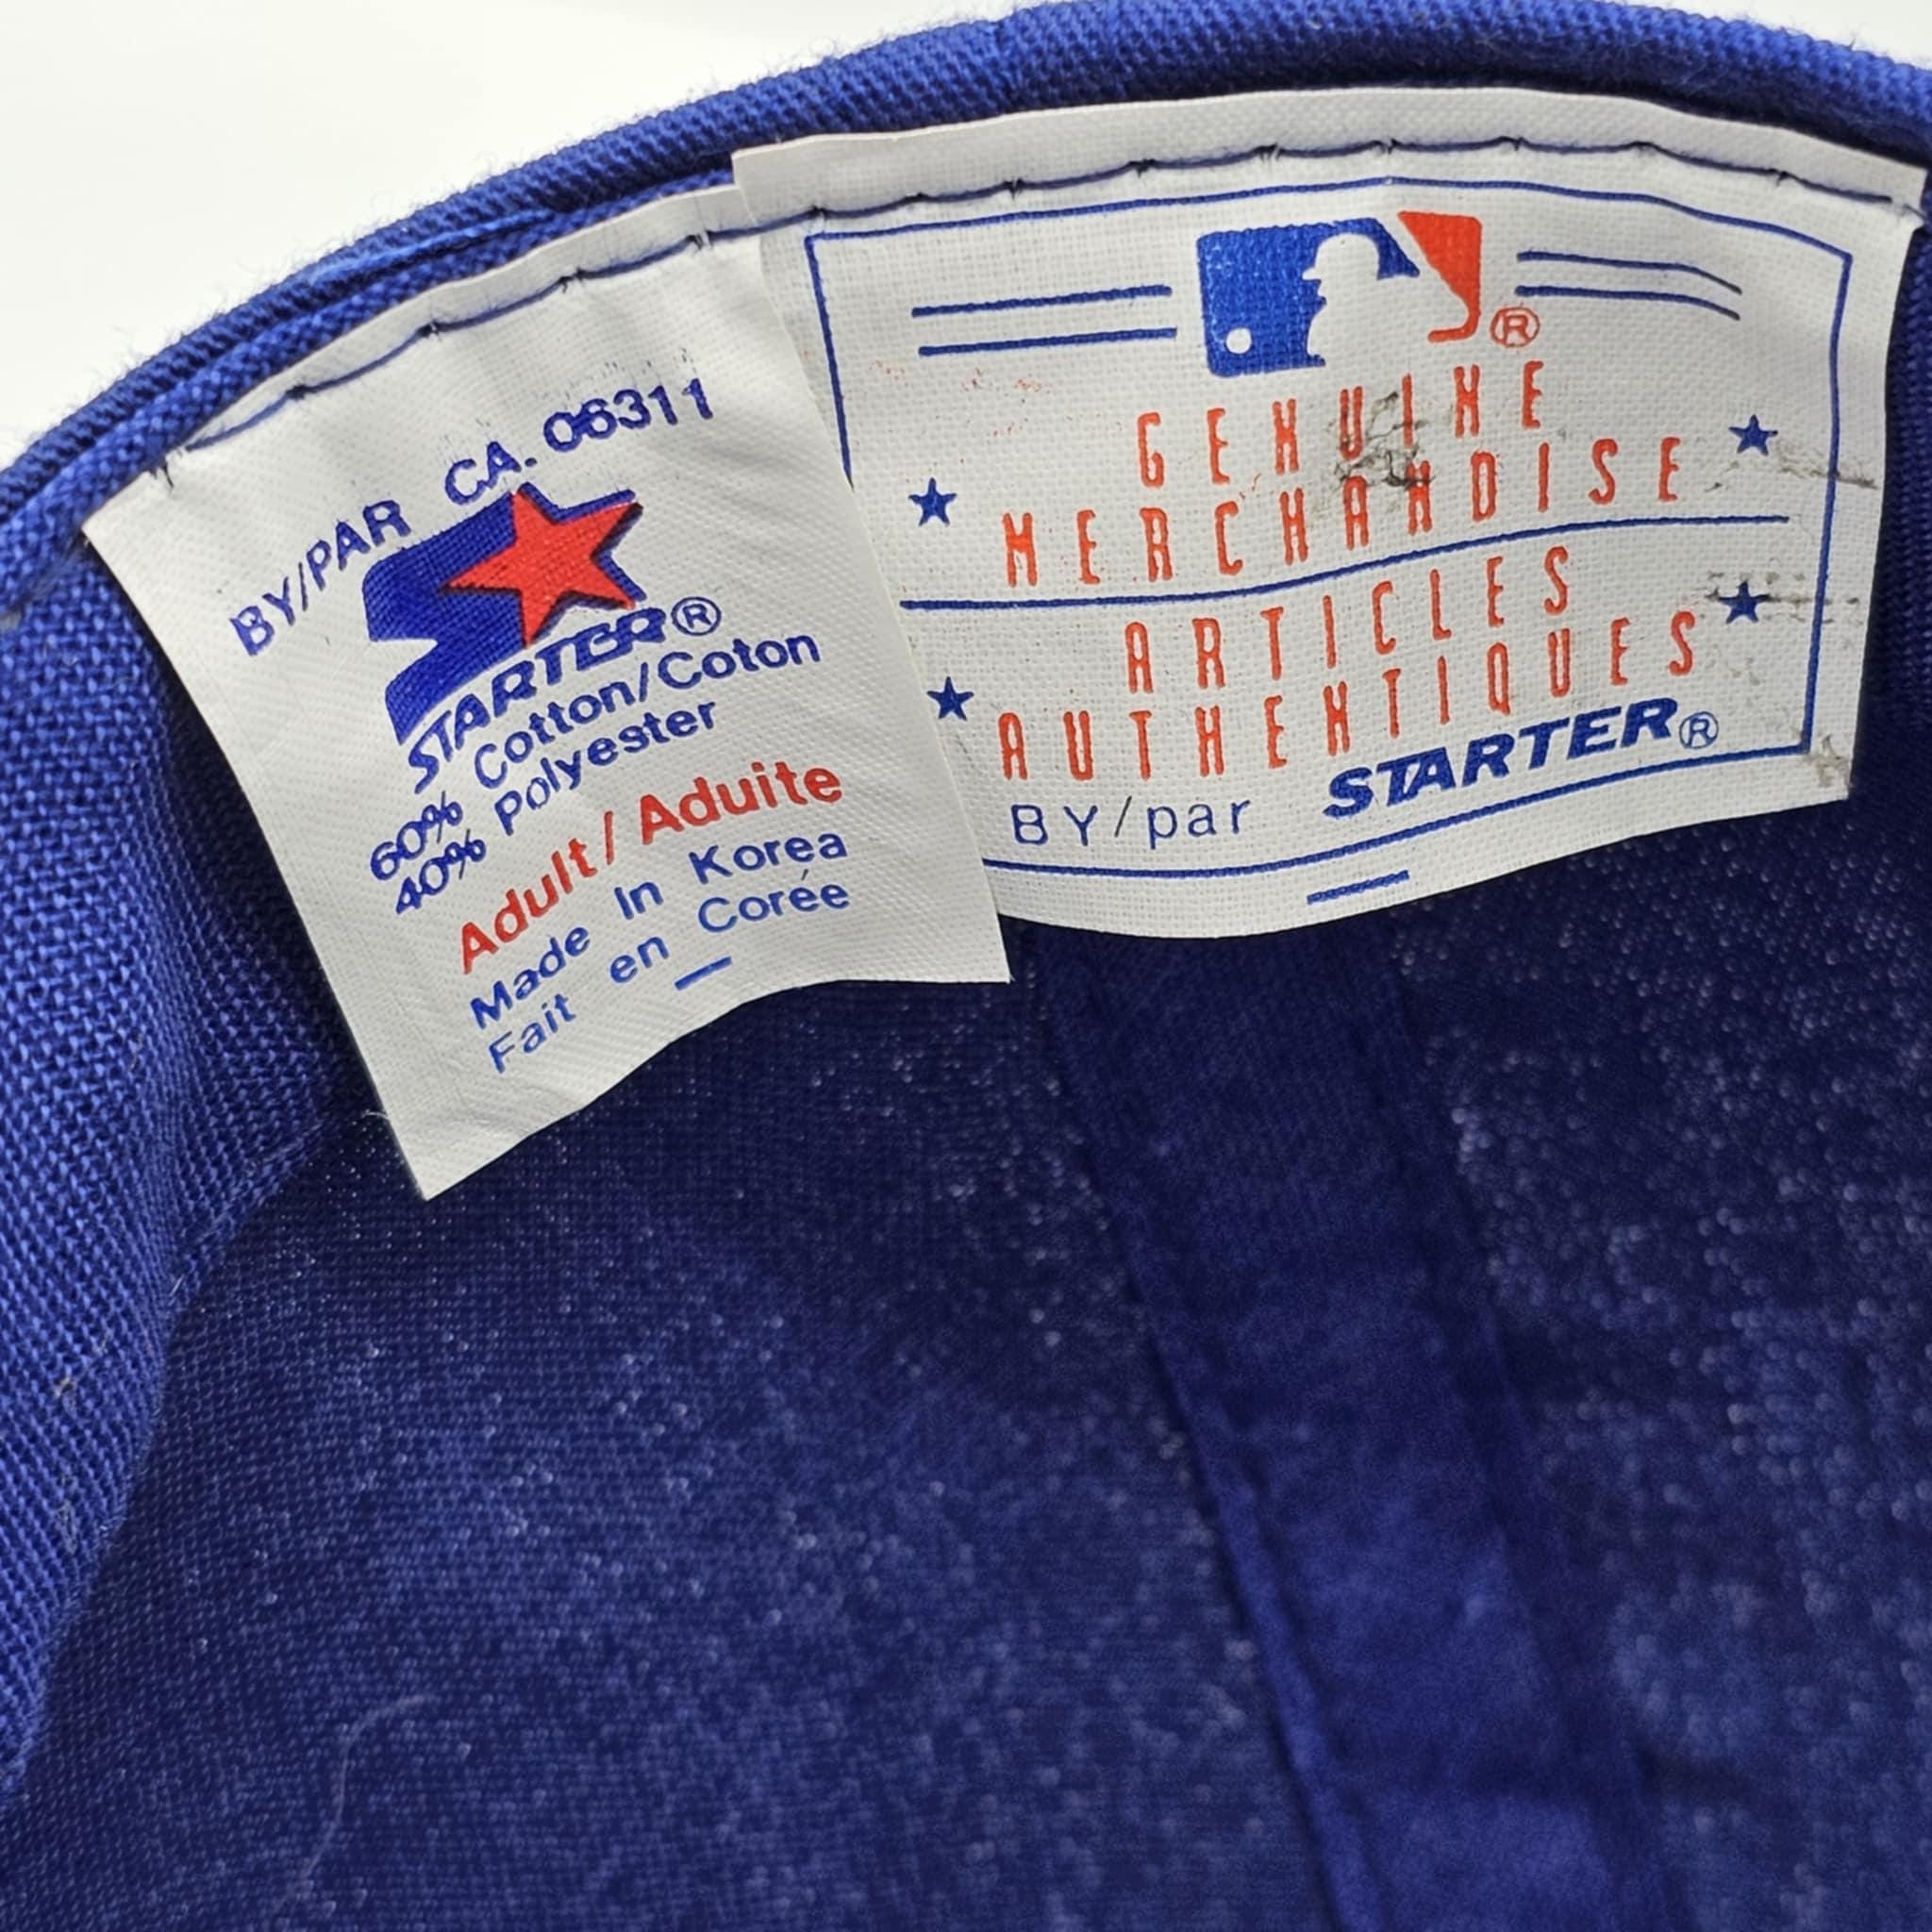 BY/PAR CA. 06311
STARTER®
60% Cotton/Coton
40% Polyester
Adult/Aduite
Made In Korea
Fait en Corée
®
GENUINE
MERCHANDISE
ARTICLES
AUTHENTIQUES
BY/par STARTER®